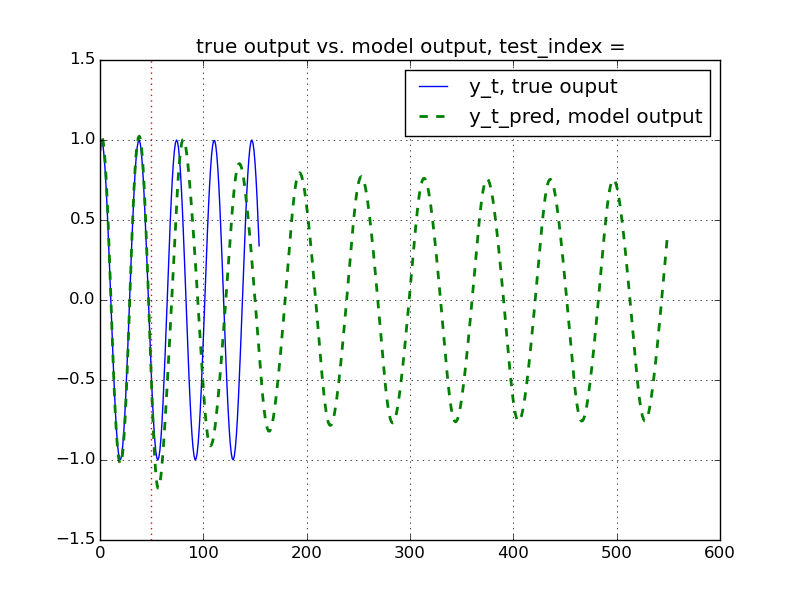 true output vs. model output, test_index =
y_t, true ouput
y_t_pred, model output
1.5
1.0
0.5
0.0
−0.5
−1.0
−1.5
0 100 200 300 400 500 600